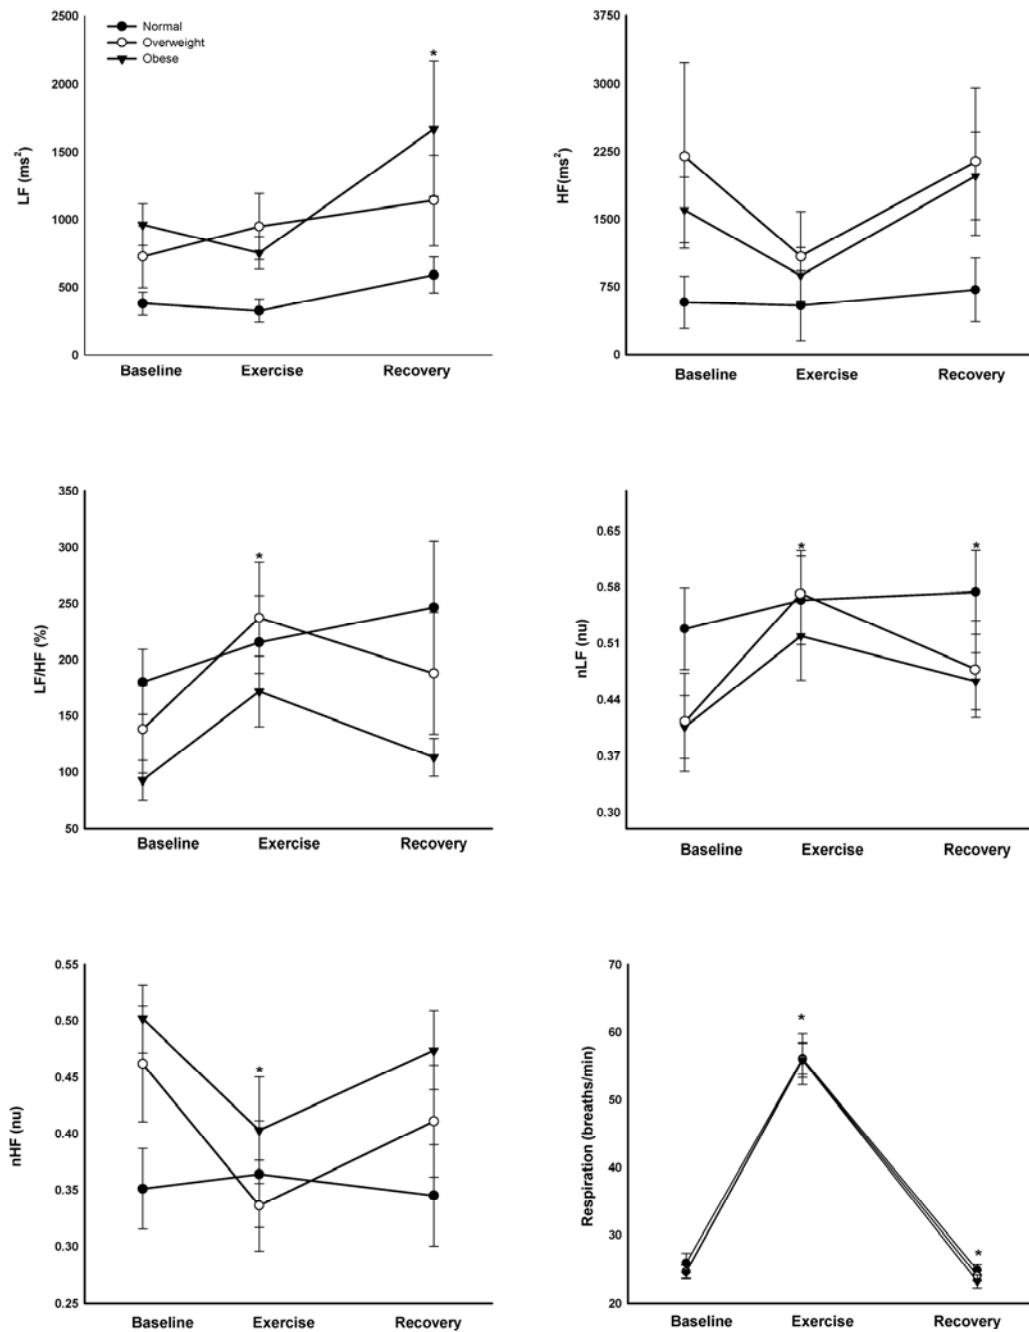 2500
2000
1500
1000
500
0
LF (ms²)
Normal
Overweight
Obese
*
Baseline Exercise Recovery
3750
3000
2250
1500
750
0
HF(ms²)
Baseline Exercise Recovery
350
300
250
200
150
100
50
LF/HF (%)
*
Baseline Exercise Recovery
0.65
0.58
0.51
0.44
0.37
0.30
nLF (nu)
* *
Baseline Exercise Recovery
0.55
0.50
0.45
0.40
0.35
0.30
0.25
nHF (nu)
*
Baseline Exercise Recovery
70
60
50
40
30
20
Respiration (breaths/min)
*
*
Baseline Exercise Recovery